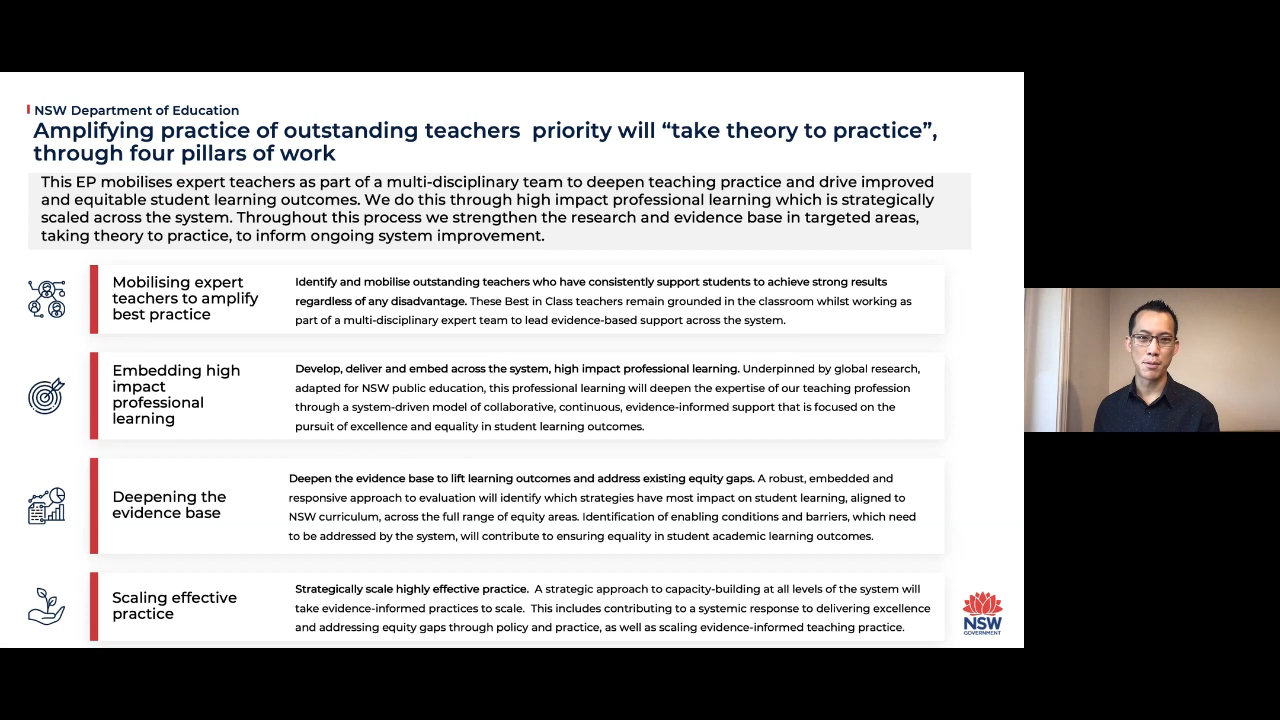 NSW Department of Education
Amplifying practice of outstanding teachers  priority will “take theory to practice”,
through four pillars of work
This EP mobilises expert teachers as part of a multi-disciplinary team to deepen teaching practice and drive improved
and equitable student learning outcomes. We do this through high impact professional learning which is strategically
scaled across the system. Throughout this process we strengthen the research and evidence base in targeted areas,
taking theory to practice, to inform ongoing system improvement.
Mobilising expert
teachers to amplify
best practice
Identify and mobilise outstanding teachers who have consistently support students to achieve strong results
regardless of any disadvantage. These Best in Class teachers remain grounded in the classroom whilst working as
part of a multi-disciplinary expert team to lead evidence-based support across the system.
Embedding high
impact
professional
learning
Develop, deliver and embed across the system, high impact professional learning. Underpinned by global research,
adapted for NSW public education, this professional learning will deepen the expertise of our teaching profession
through a system-driven model of collaborative, continuous, evidence-informed support that is focused on the
pursuit of excellence and equality in student learning outcomes.
Deepening the
evidence base
Deepen the evidence base to lift learning outcomes and address existing equity gaps. A robust, embedded and
responsive approach to evaluation will identify which strategies have most impact on student learning, aligned to
NSW curriculum, across the full range of equity areas. Identification of enabling conditions and barriers, which need
to be addressed by the system, will contribute to ensuring equality in student academic learning outcomes.
Scaling effective
practice
Strategically scale highly effective practice.  A strategic approach to capacity-building at all levels of the system will
take evidence-informed practices to scale.  This includes contributing to a systemic response to delivering excellence
and addressing equity gaps through policy and practice, as well as scaling evidence-informed teaching practice.
NSW
GOVERNMENT